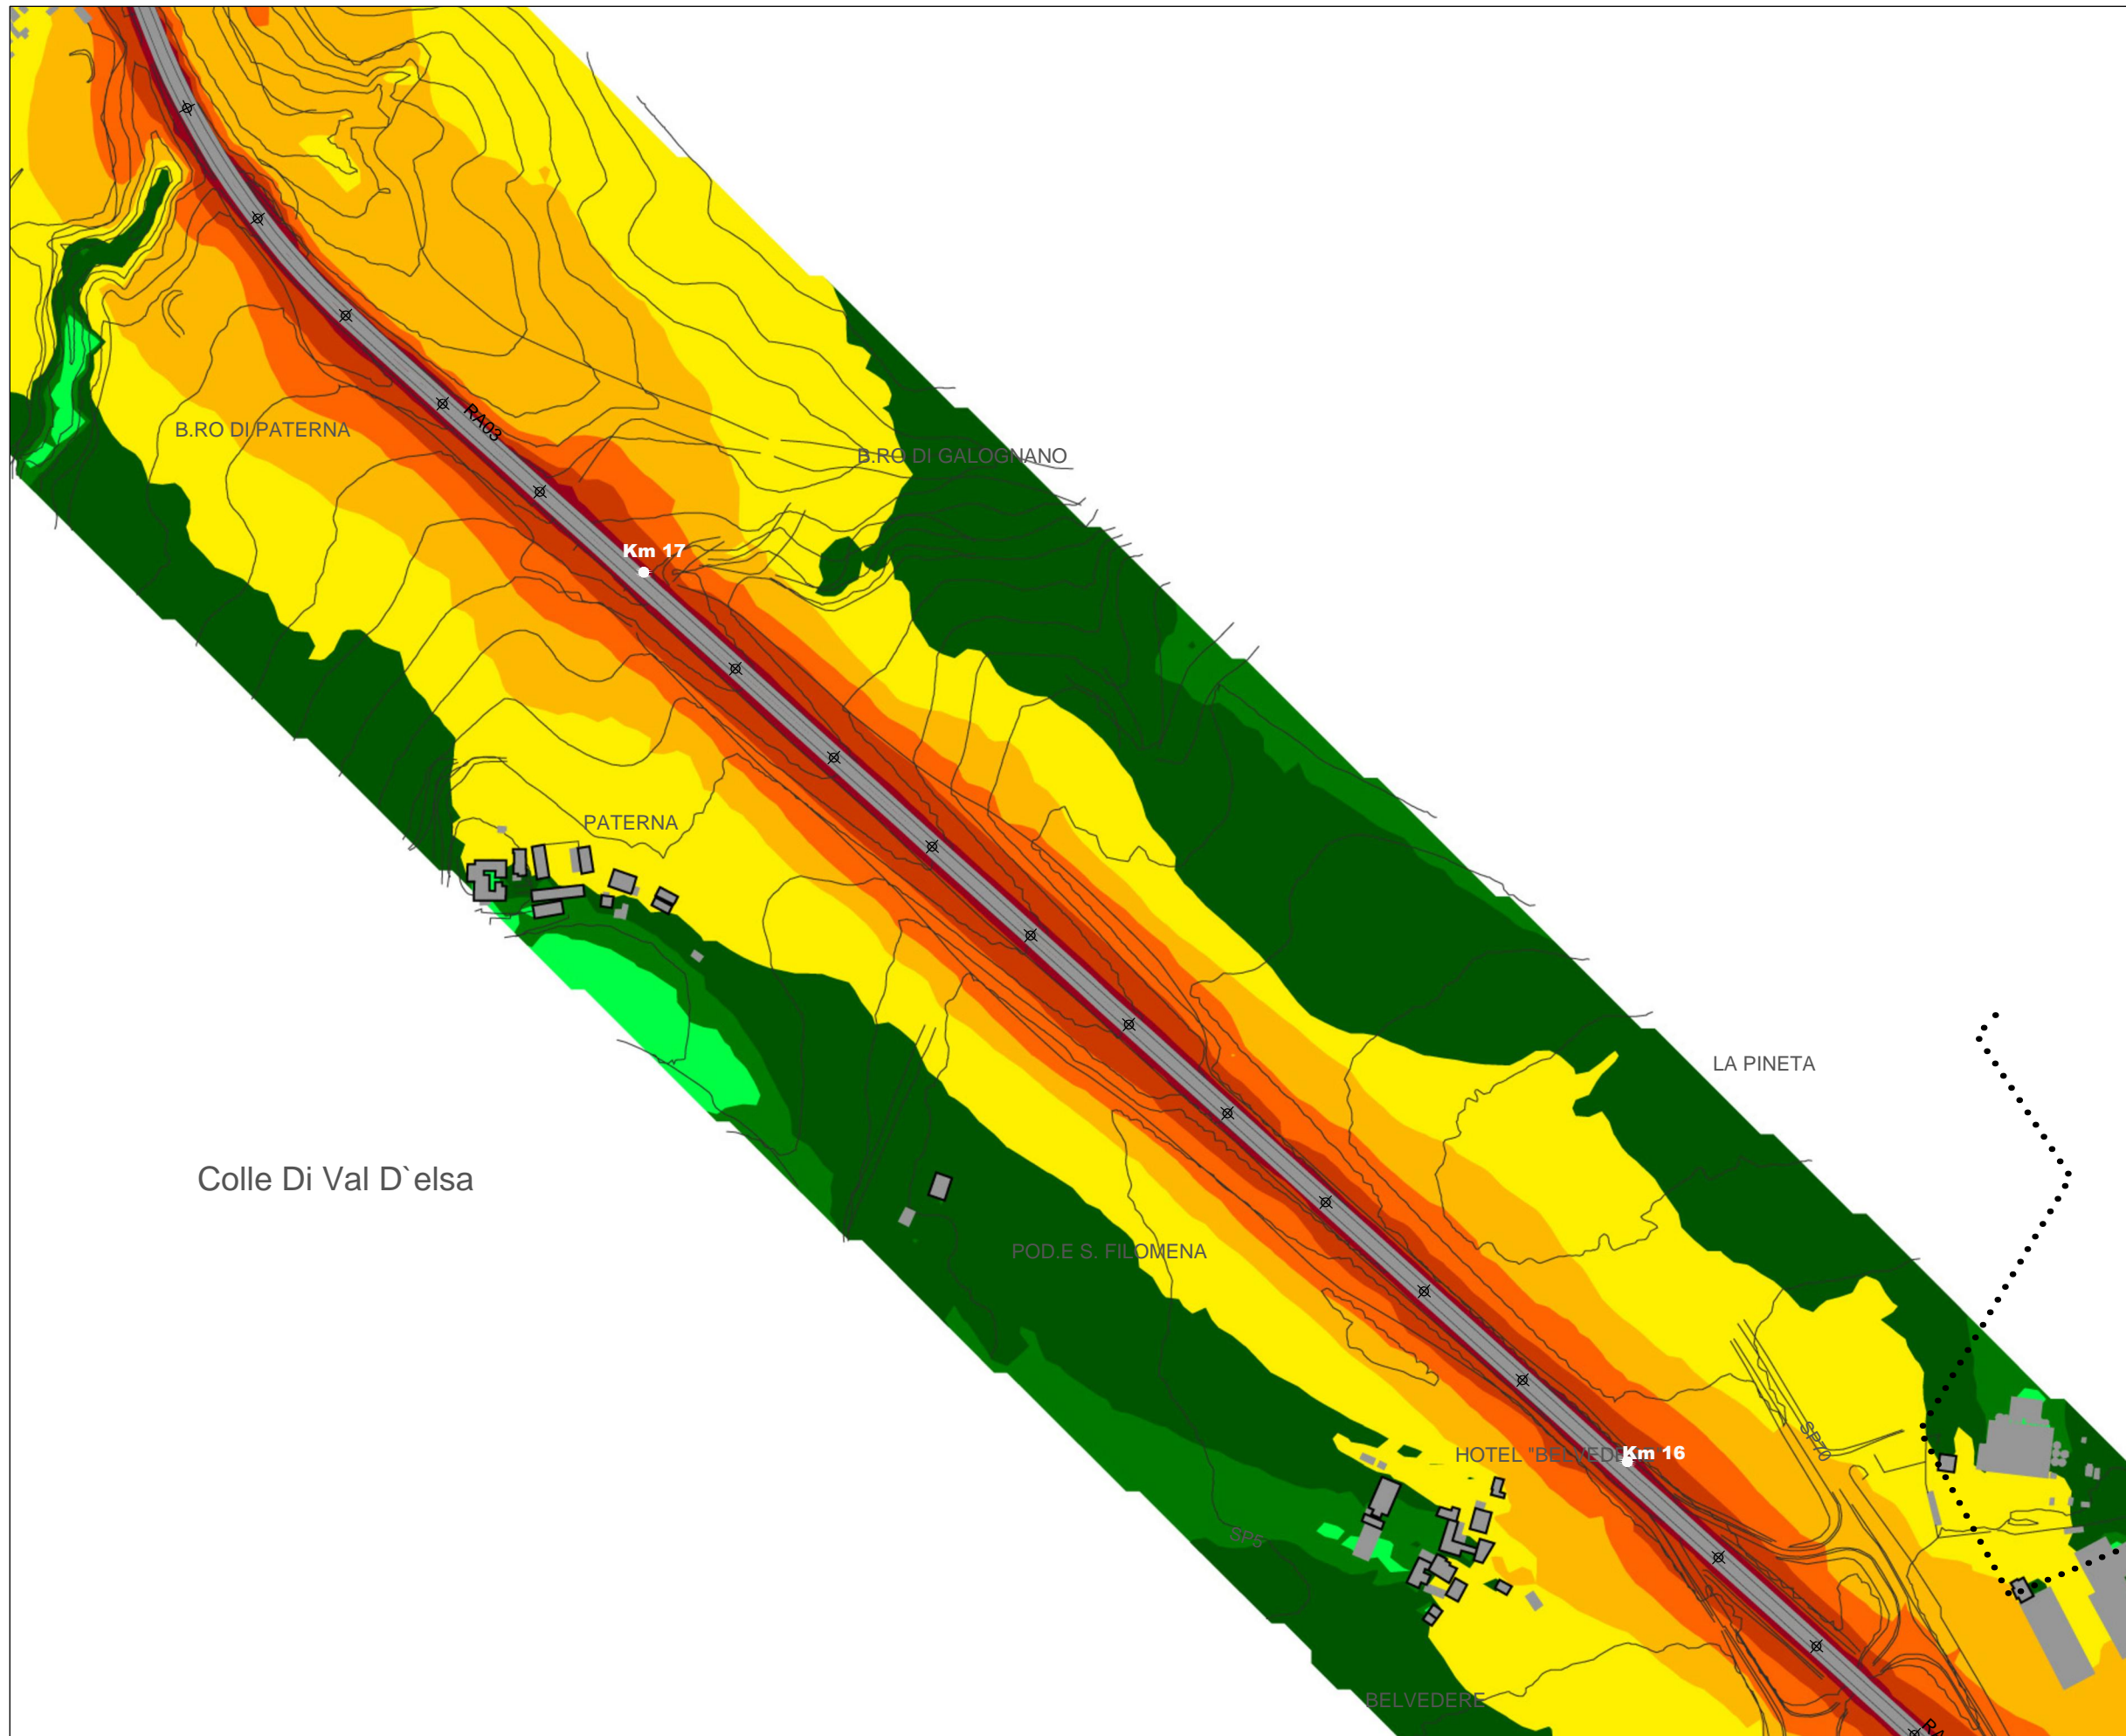 RA03
B.RO DI PATERNA
B.RO DI GALOGNANO
Km 17
PATERNA
LA PINETA
Colle Di Val D`elsa
POD.E S. FILOMENA
SP70
HOTEL "BELVEDE
Km 16
SP5
BELVEDERE